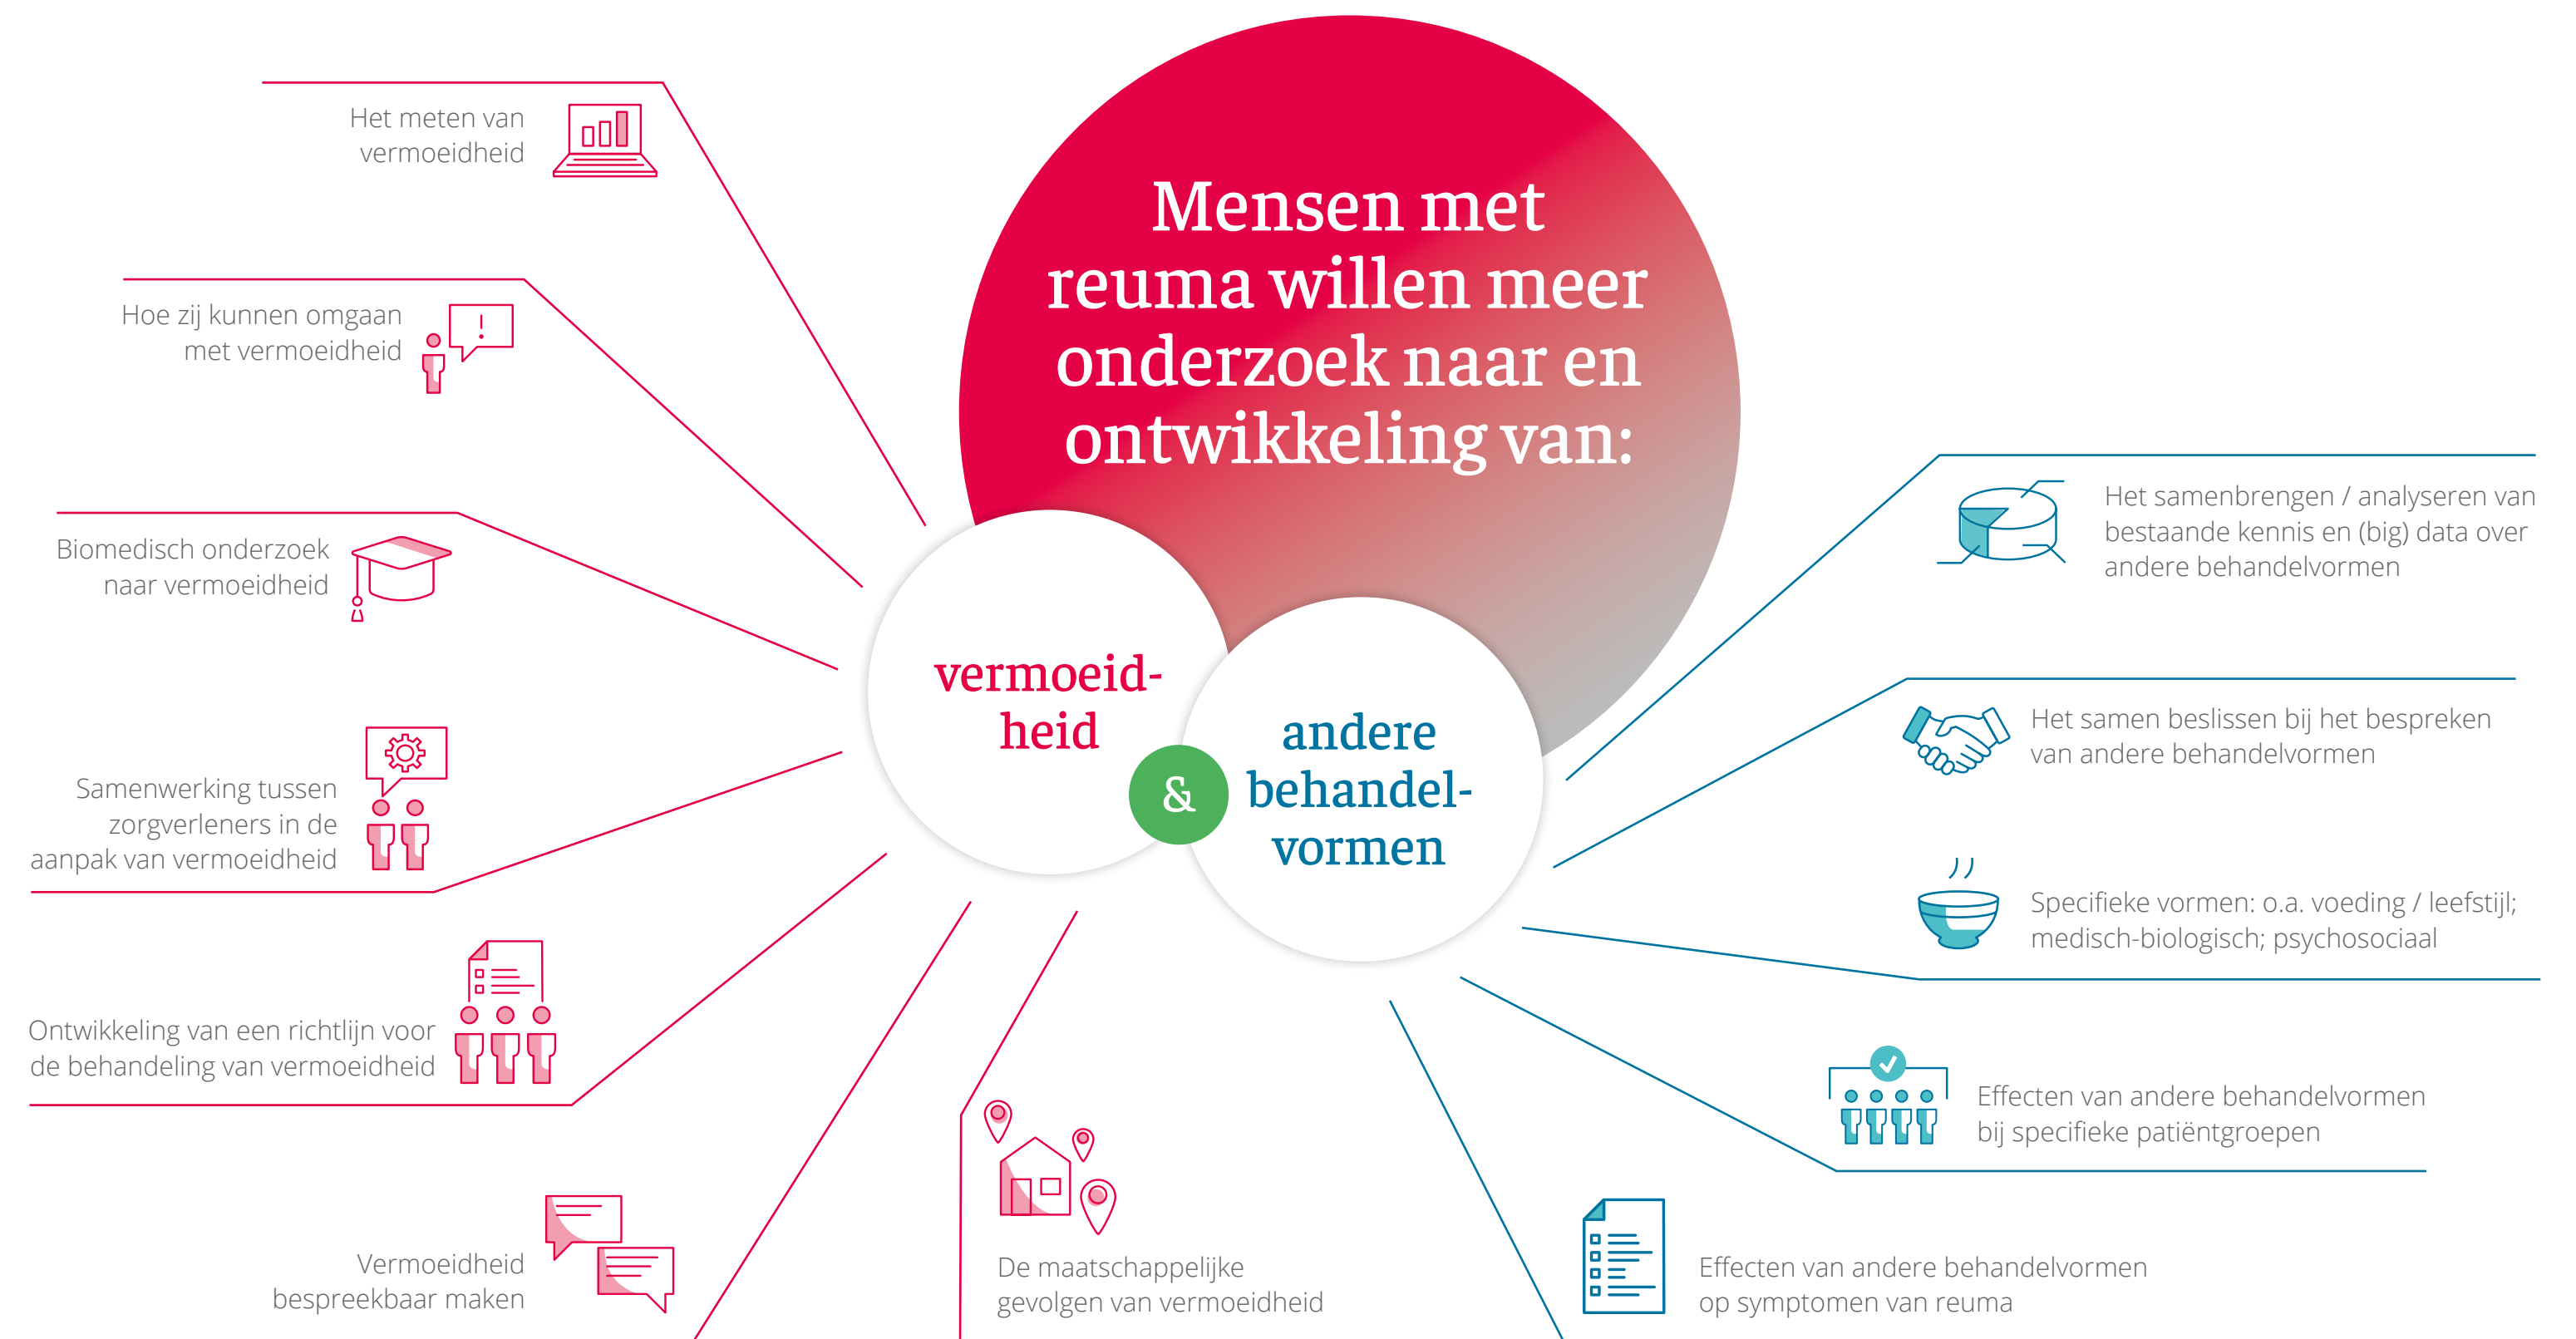 Mensen met
reuma willen meer
onderzoek naar en
ontwikkeling van:
vermoeid-
heid
&
andere
behandel-
vormen
Het meten van
vermoeidheid
Hoe zij kunnen omgaan
met vermoeidheid
!
Biomedisch onderzoek
naar vermoeidheid
Samenwerking tussen
zorgverleners in de
aanpak van vermoeidheid
Ontwikkeling van een richtlijn voor
de behandeling van vermoeidheid
Vermoeidheid
bespreekbaar maken
De maatschappelijke
gevolgen van vermoeidheid
Het samenbrengen / analyseren van
bestaande kennis en (big) data over
andere behandelvormen
Het samen beslissen bij het bespreken
van andere behandelvormen
Specifieke vormen: o.a. voeding / leefstijl;
medisch-biologisch; psychosociaal
Effecten van andere behandelvormen
bij specifieke patiëntgroepen
Effecten van andere behandelvormen
op symptomen van reuma